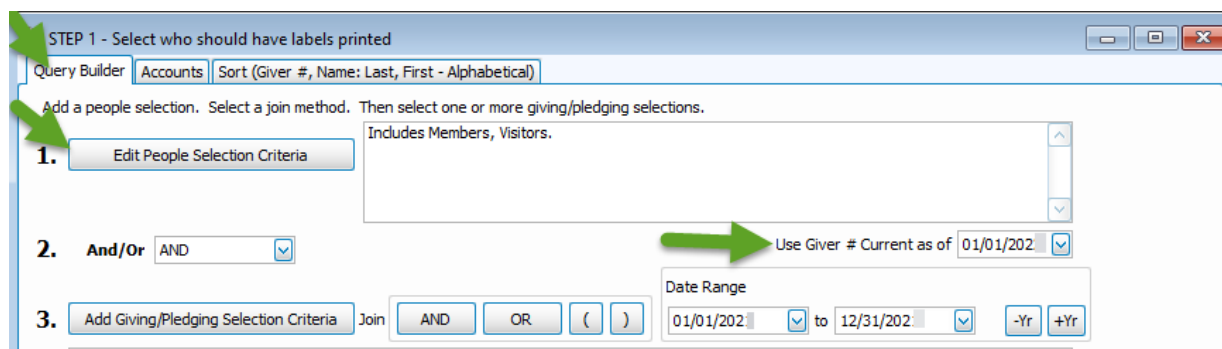 STEP 1 - Select who should have labels printed
Query Builder Accounts Sort (Giver #, Name: Last, First - Alphabetical)
Add a people selection. Select a join method. Then select one or more giving/pledging selections.
1. Edit People Selection Criteria Includes Members, Visitors.
2. And/Or AND Use Giver # Current as of
Date Range
3. Add Giving/Pledging Selection Criteria Join AND OR ( ) to -Yr +Yr